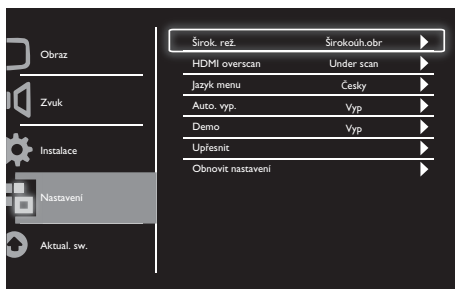 Obraz
Zvuk
Instalace
Nastavení
Aktual. sw.
Širok. rež. Širokoúh.obr
HDMI overscan Under scan
Jazyk menu Česky
Auto. vyp. Vyp
Demo Vyp
Upřesnit
Obnovit nastavení